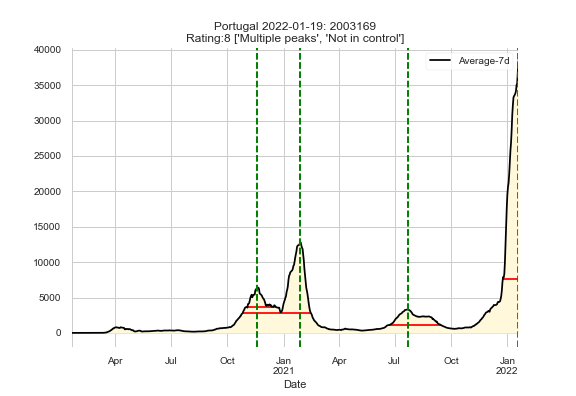 Portugal 2022-01-19: 2003169
Rating:8 ['Multiple peaks', 'Not in control']
Average-7d
40000
35000
30000
25000
20000
15000
10000
5000
0
Apr
Jul
Oct
Jan
2021
Apr
Jul
Oct
Jan
2022
Date